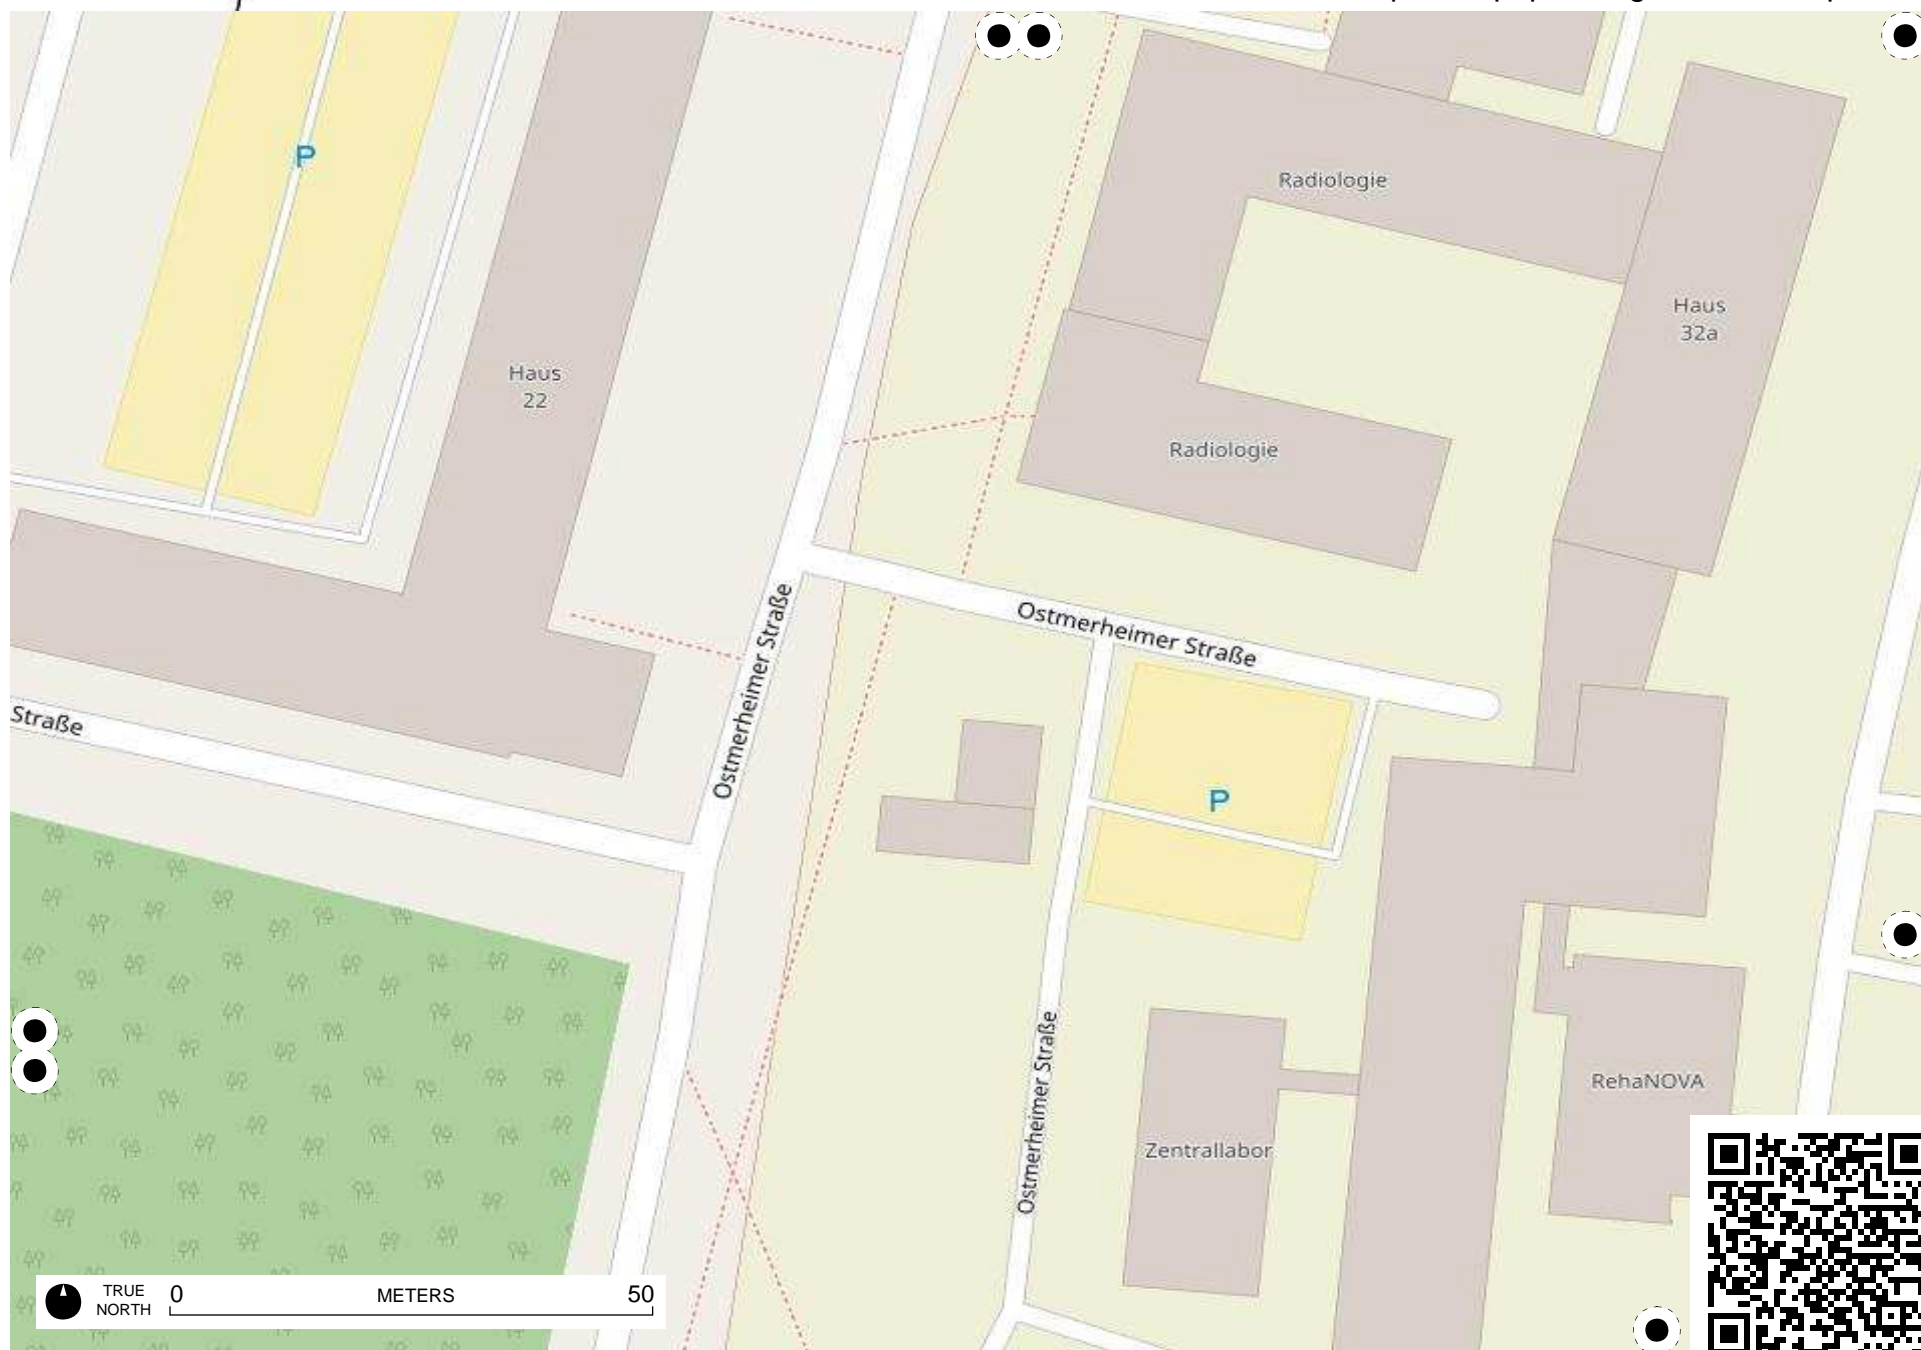 P
Radiologie
Haus
32a
Haus
22
Radiologie
Ostmerheimer Straße
Ostmerheimer Straße
Straße
P
Ostmerheimer Straße
RehaNOVA
Zentrallabor
TRUE
NORTH
0 METERS 50